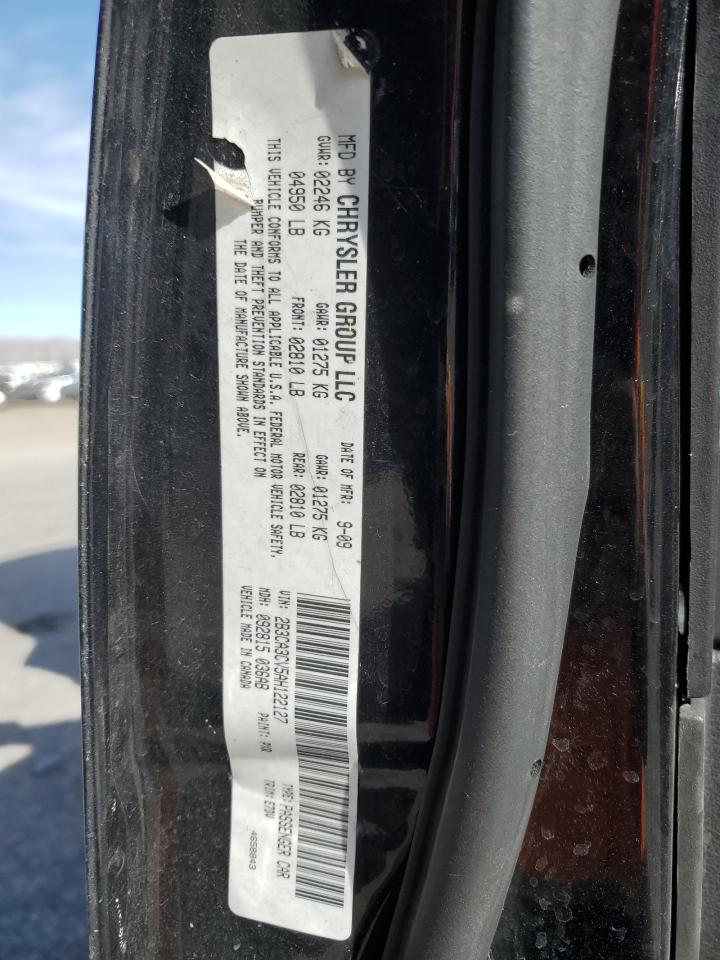 MFD BY CHRYSLER GROUP LLC DATE OF MFR: 9-09
GVWR: 02246 KG GAWR: 01275 KG GAWR: 01275 KG
04950 LB FRONT: 02810 LB REAR: 02810 LB
THIS VEHICLE CONFORMS TO ALL APPLICABLE U.S.A. FEDERAL MOTOR VEHICLE SAFETY,
BUMPER AND THEFT PREVENTION STANDARDS IN EFFECT ON
THE DATE OF MANUFACTURE SHOWN ABOVE.
VIN: 2B3CA3CV5AH122127 TYPE: PASSENGER CAR
MDH: 092815 036AB PAINT: PXR TRIM: E7DV
VEHICLE MADE IN CANADA
4658843